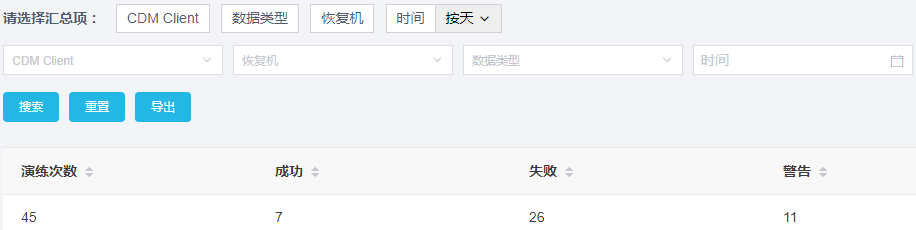 请选择汇总项： CDM Client 数据类型 恢复机 时间 按天
CDM Client 恢复机 数据类型 时间
搜索 重置 导出
演练次数 成功 失败 警告
45 7 26 11